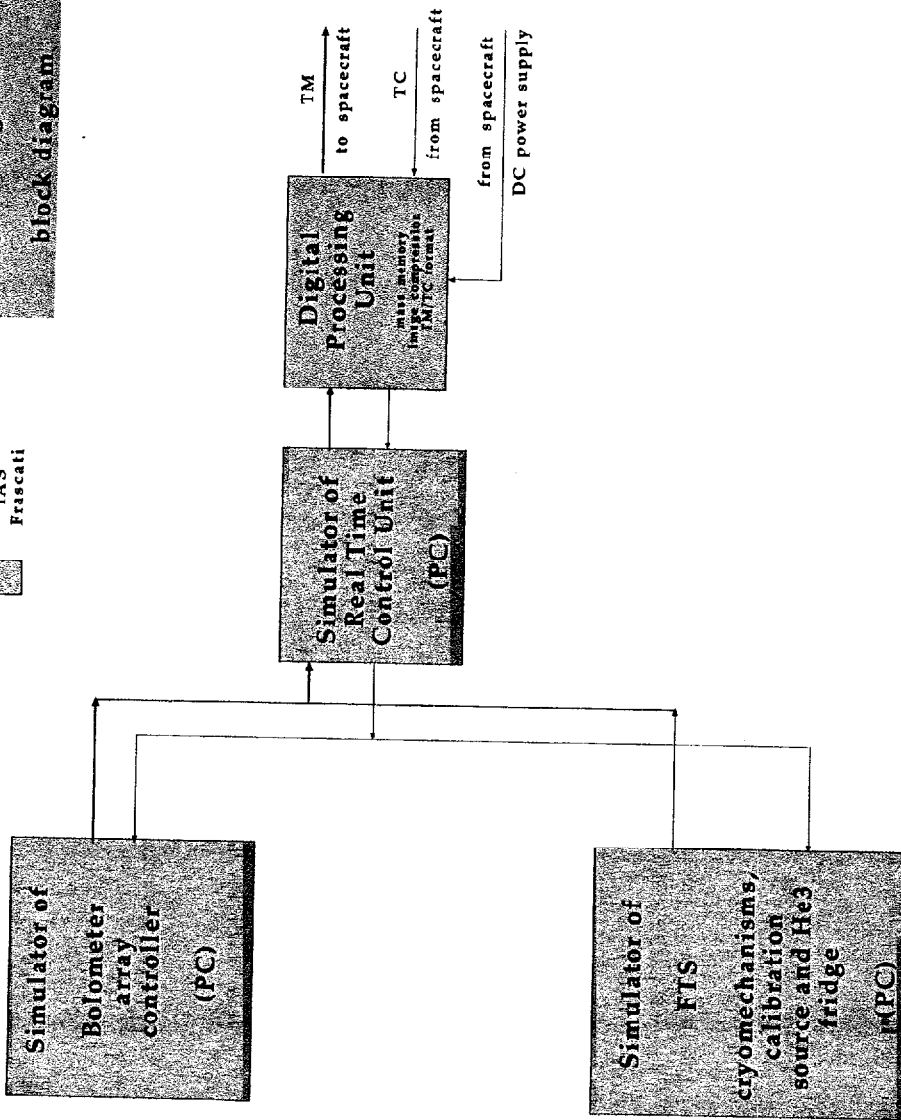 block diagram
IAS
Frascati
Simulator of
FTS
cryomechanisms,
calibration
source and He3
fridge
(PC)
Simulator of
Bolometer
array
controller
(PC)
Simulator of
Real Time
Control Unit
(PC)
Digital
Processing
Unit
mass memory
image compression
TM/TC format
TM
to spacecraft
TC
from spacecraft
from spacecraft
DC power supply